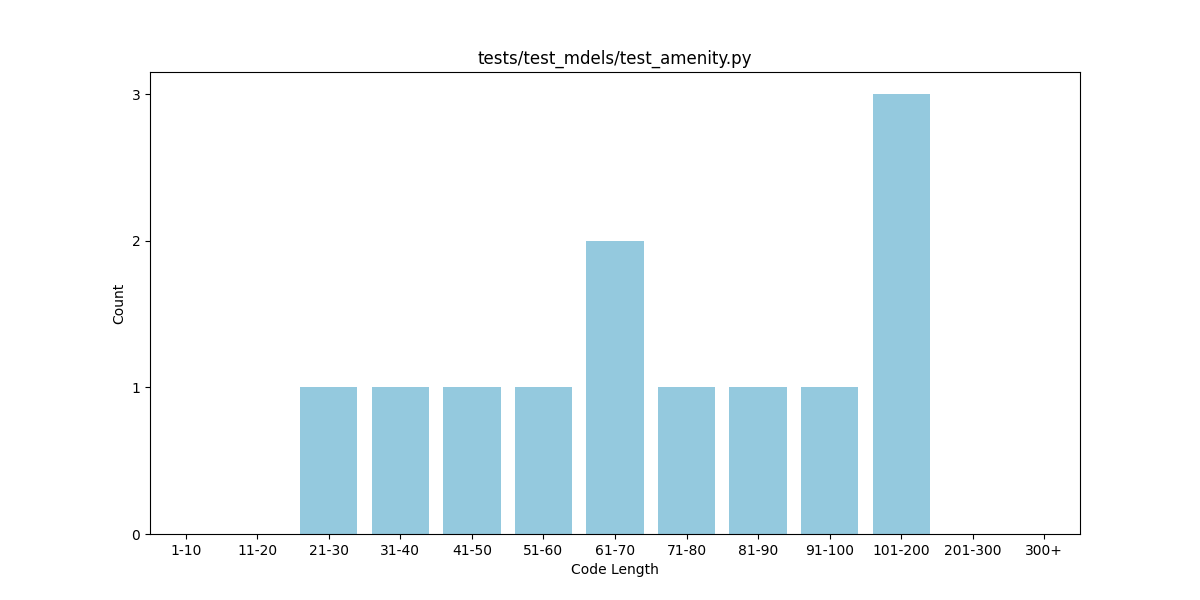 tests/test_mdels/test_amenity.py
3
2
1
0
Count
1-10 11-20 21-30 31-40 41-50 51-60 61-70 71-80 81-90 91-100 101-200 201-300 300+
Code Length